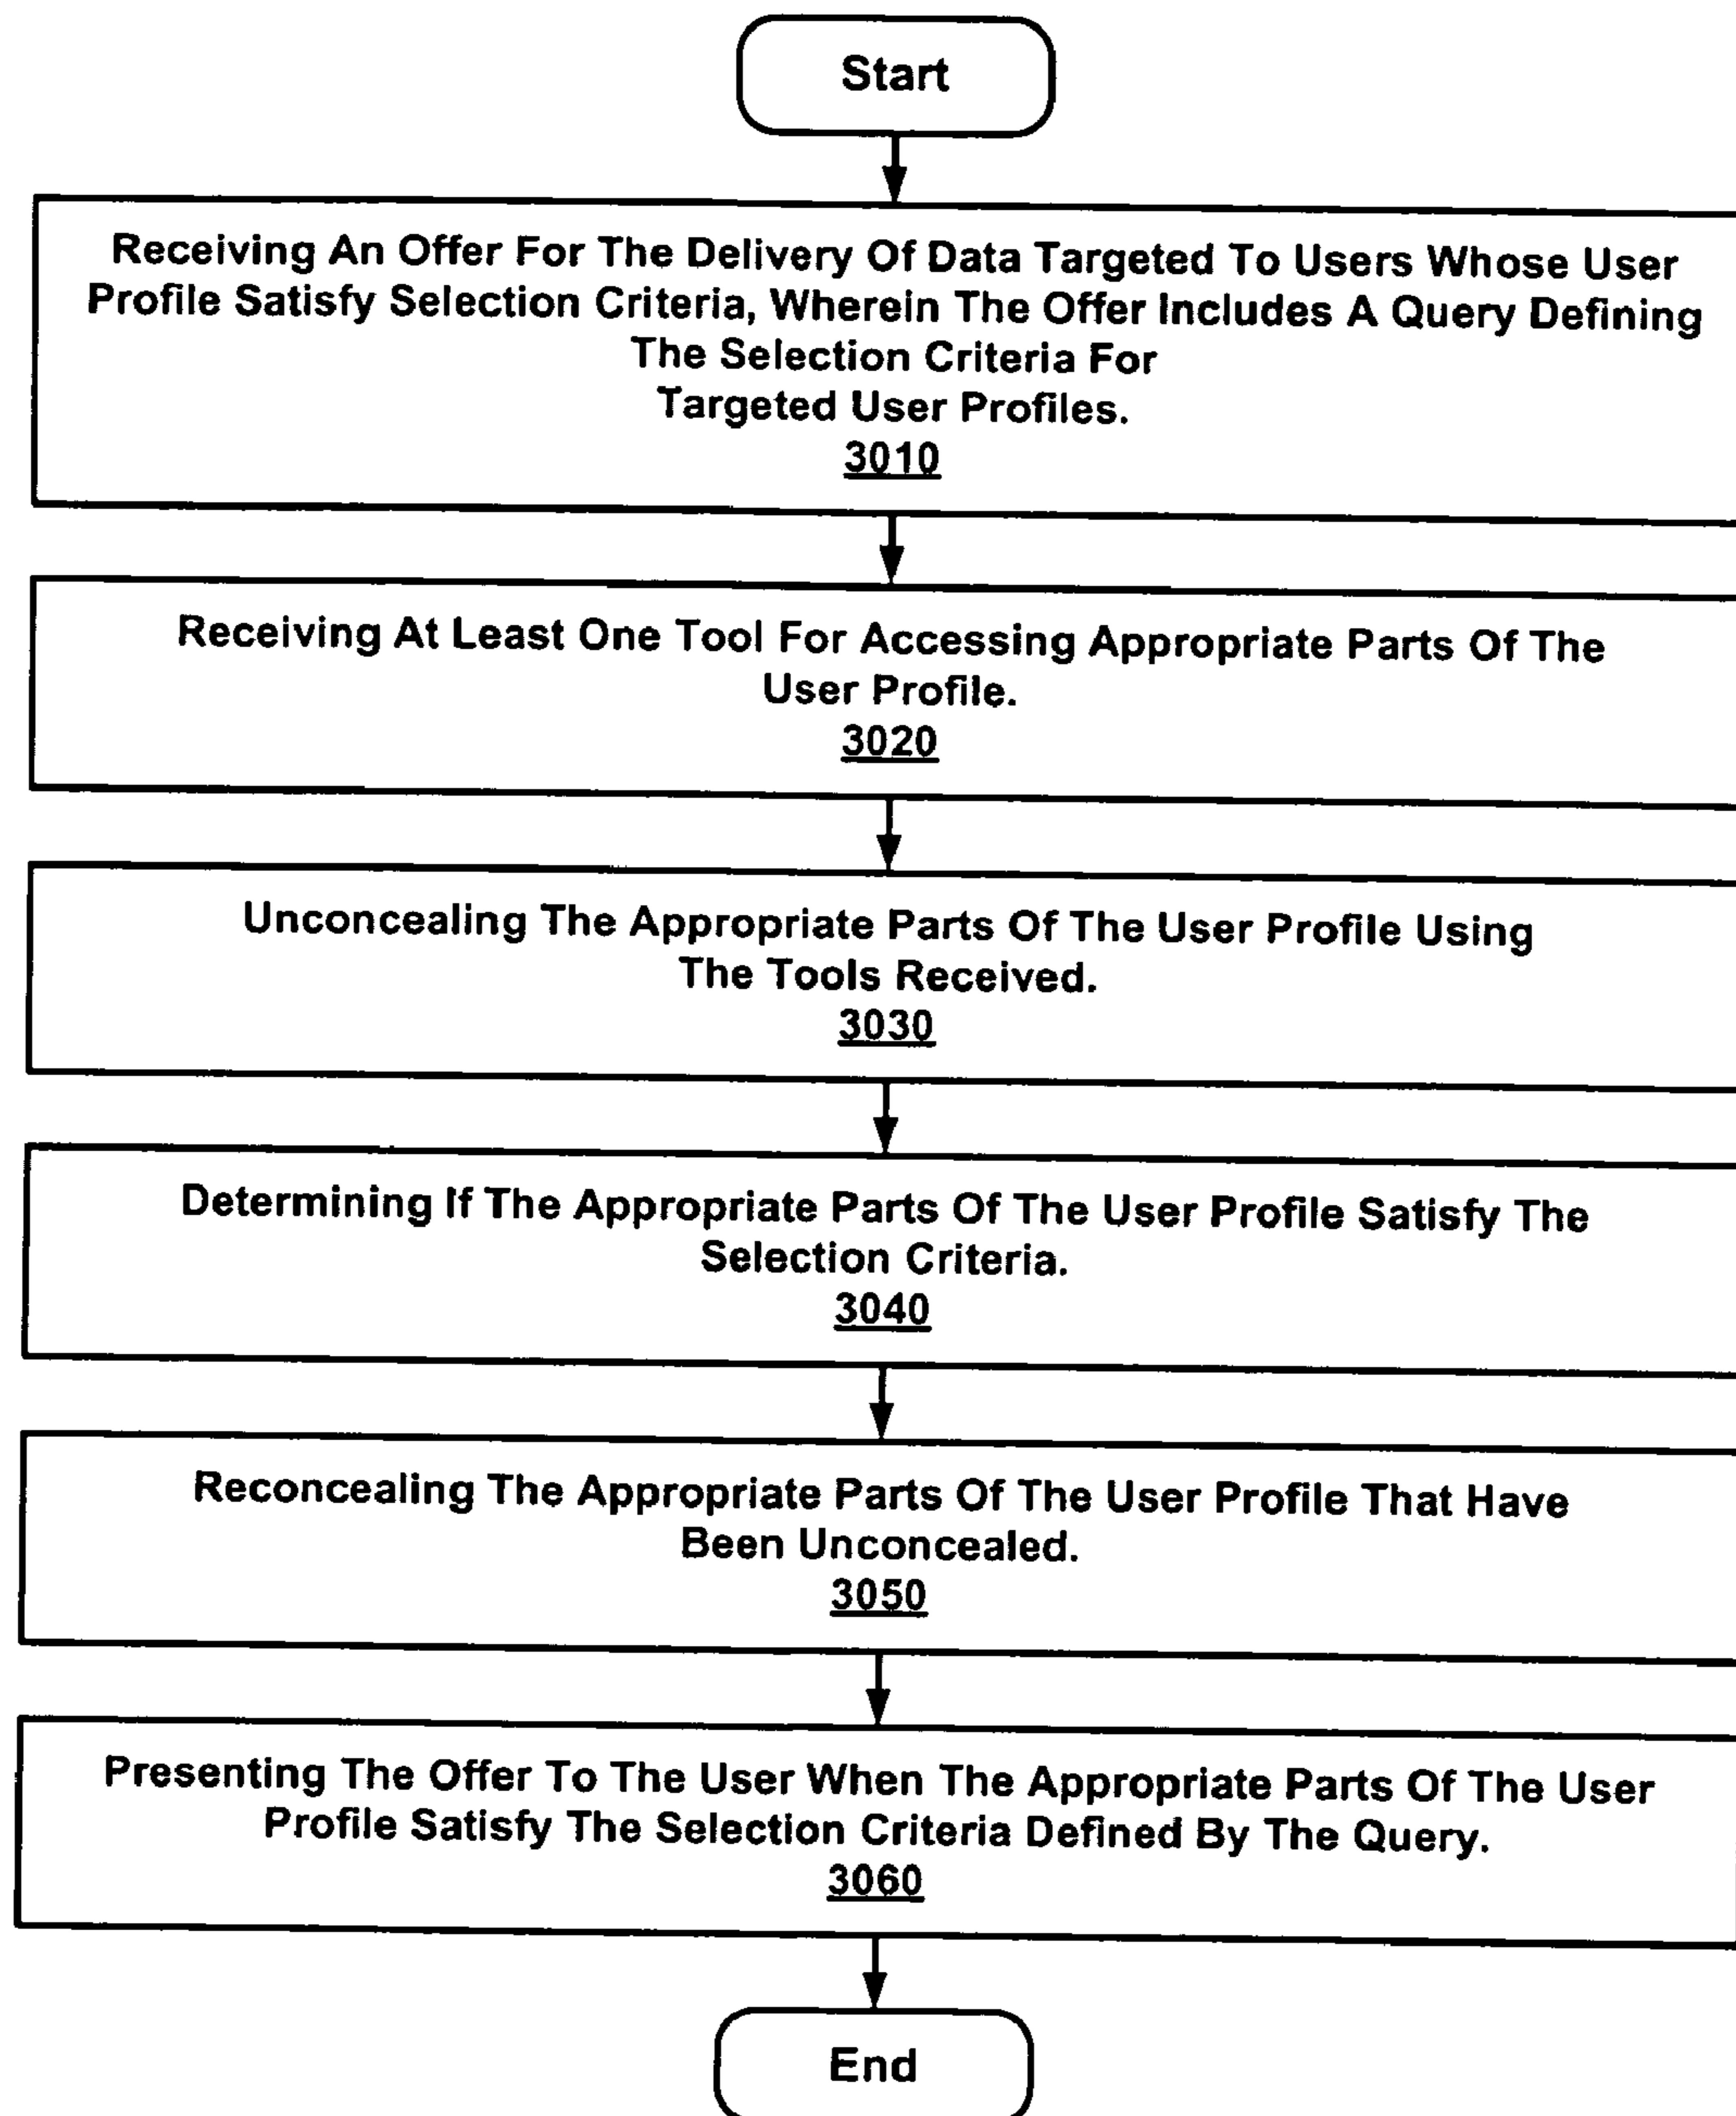 Start
Receiving An Offer For The Delivery Of Data Targeted To Users Whose User
Profile Satisfy Selection Criteria, Wherein The Offer Includes A Query Defining
The Selection Criteria For
Targeted User Profiles.
3010
Receiving At Least One Tool For Accessing Appropriate Parts Of The
User Profile.
3020
Unconcealing The Appropriate Parts Of The User Profile Using
The Tools Received.
3030
Determining If The Appropriate Parts Of The User Profile Satisfy The
Selection Criteria.
3040
Reconcealing The Appropriate Parts Of The User Profile That Have
Been Unconcealed.
3050
Presenting The Offer To The User When The Appropriate Parts Of The User
Profile Satisfy The Selection Criteria Defined By The Query.
3060
End